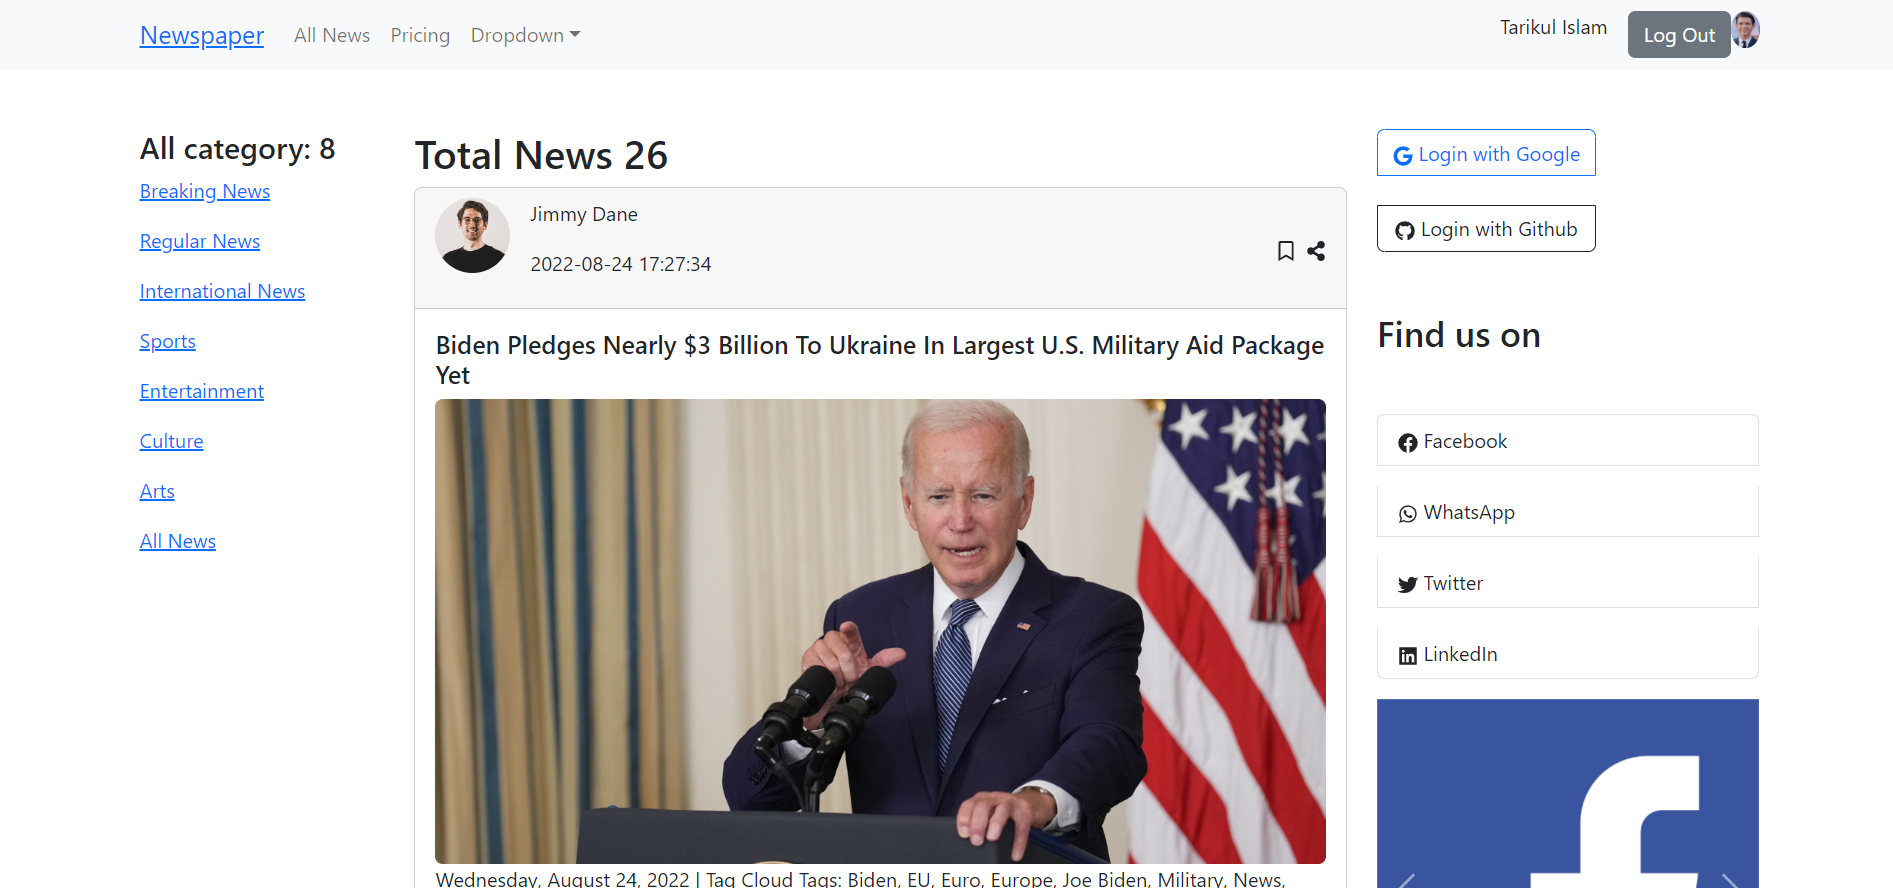 Newspaper All News Pricing Dropdown Tarikul Islam Log Out
All category: 8
Breaking News
Regular News
International News
Sports
Entertainment
Culture
Arts
All News
Total News 26
Jimmy Dane
2022-08-24 17:27:34
Biden Pledges Nearly $3 Billion To Ukraine In Largest U.S. Military Aid Package
Yet
Wednesday, August 24, 2022 | Tag Cloud Tags: Biden, EU, Euro, Europe, Joe Biden, Military, News,
Login with Google
Login with Github
Find us on
Facebook
WhatsApp
Twitter
LinkedIn